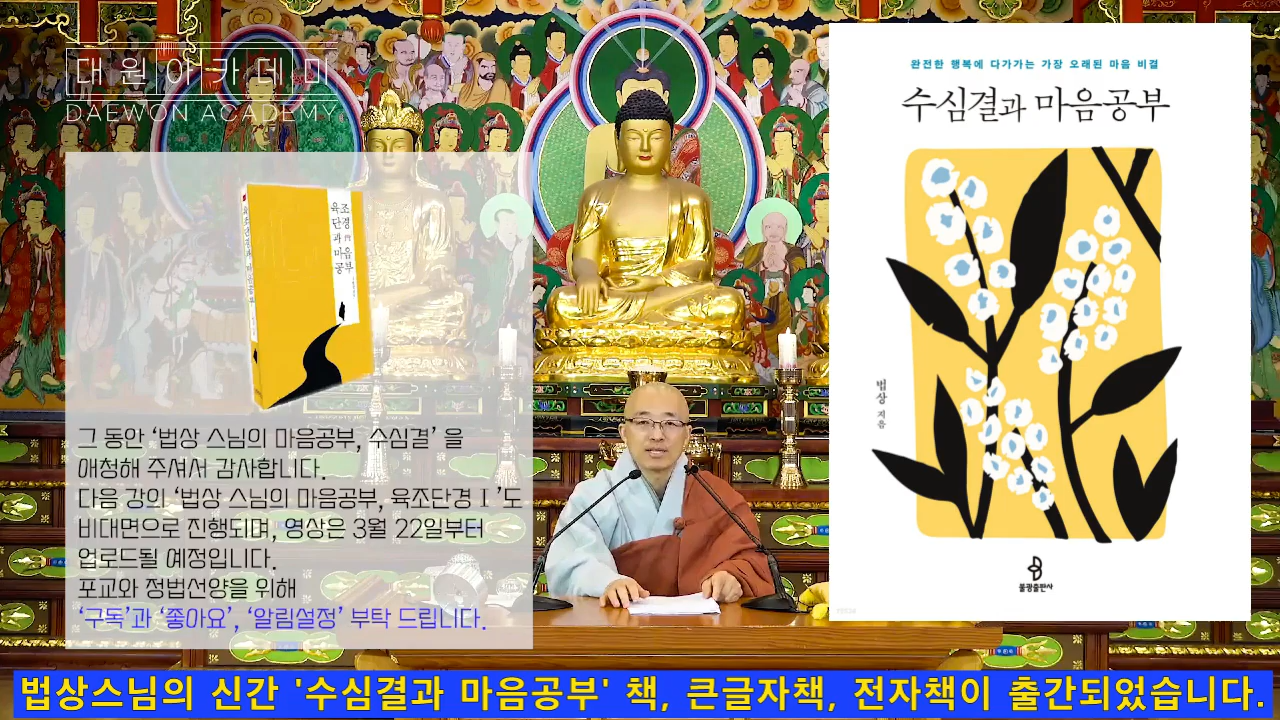 대원아카데미
DAEWON ACADEMY
육조
단경
과
마음
공부
그 동안 ‘법상 스님의 마음공부, 수심결’ 을
애청해 주셔서 감사합니다.
다음 강의 ‘법상 스님의 마음공부, 육조단경Ⅰ’도
비대면으로 진행되며, 영상은 3월 22일부터
업로드될 예정입니다.
포교와 정법선양을 위해
‘구독’과 ‘좋아요’, ‘알림설정’ 부탁 드립니다.
완전한 행복에 다가가는 가장 오래된 마음 비결
수심결과 마음공부
법상 지음
불광출판사
법상스님의 신간 '수심결과 마음공부' 책, 큰글자책, 전자책이 출간되었습니다.